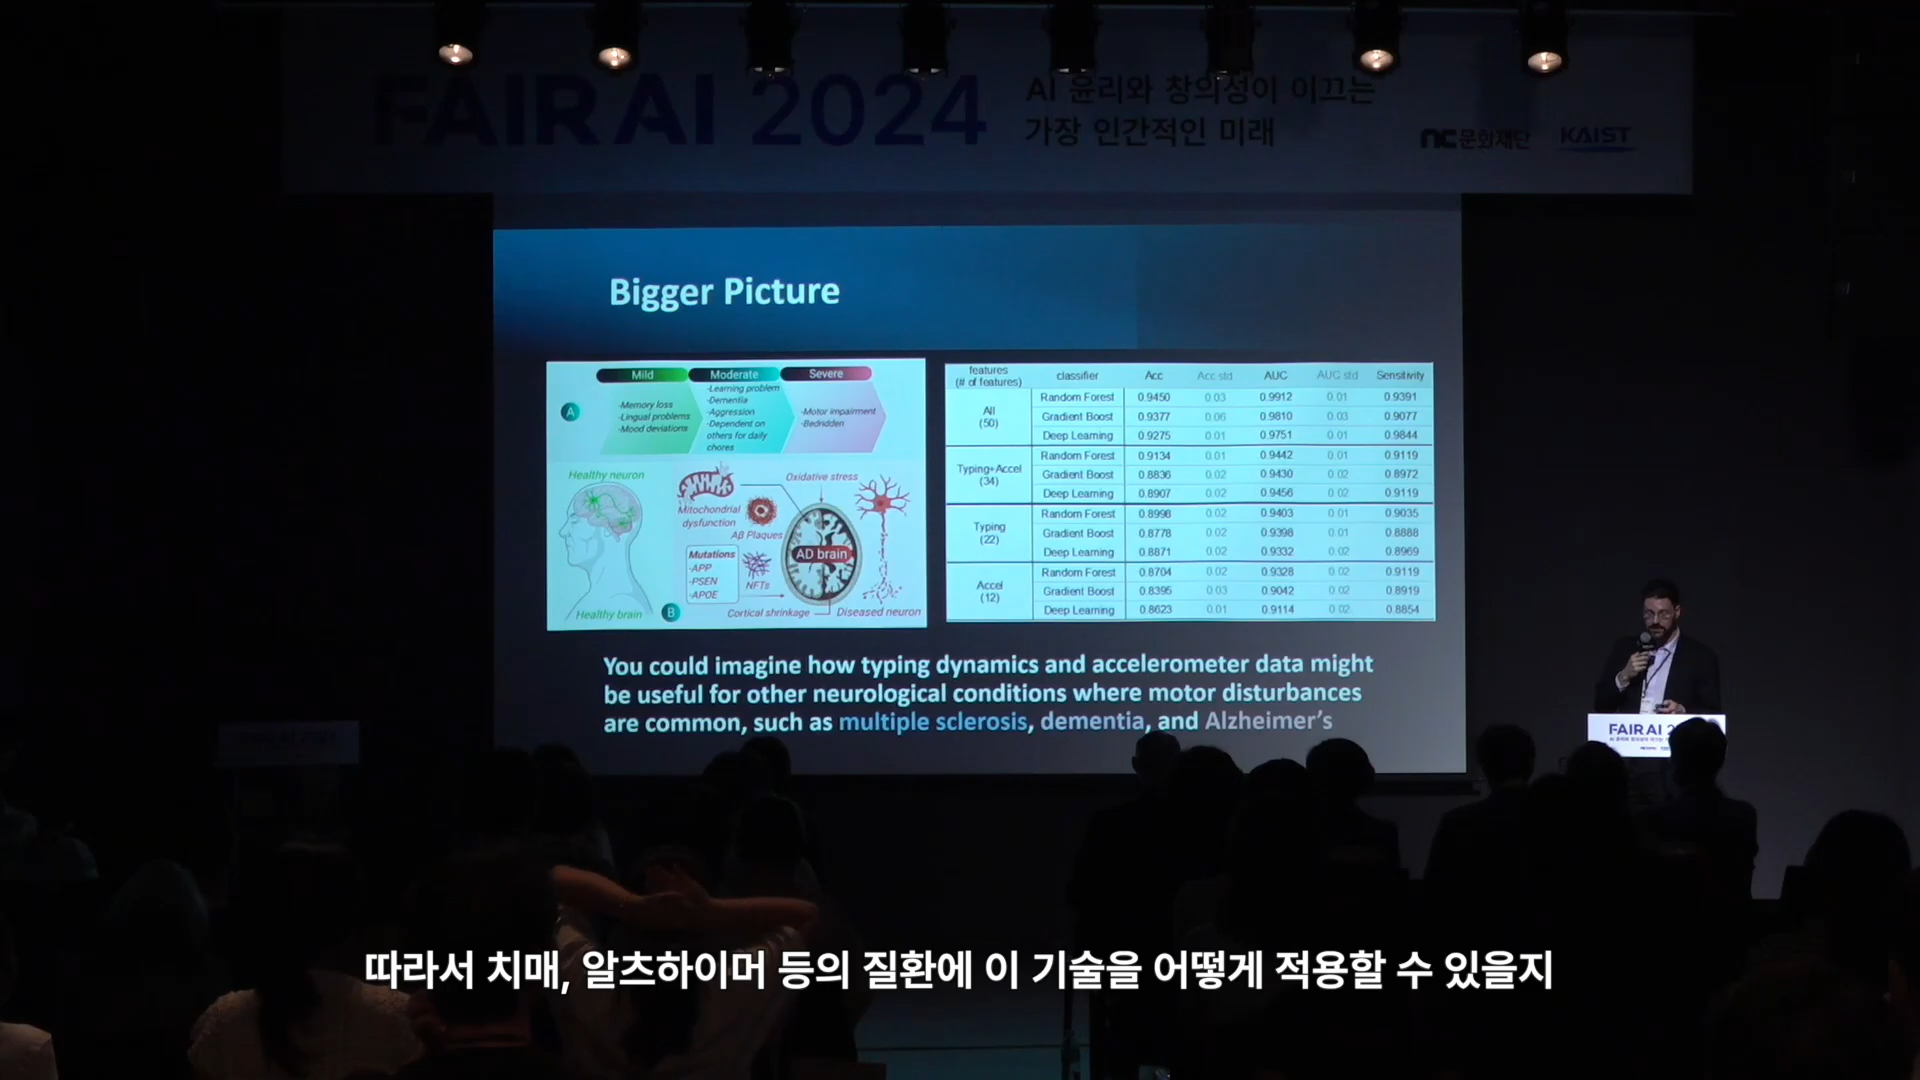 FAIR AI 2024
AI 윤리와 창의성이 이끄는
가장 인간적인 미래
nc문화재단
KAIST
Bigger Picture
Mild
Moderate
Severe
A
-Memory loss
-Lingual problems
-Mood deviations
-Learning problem
-Dementia
-Aggression
-Dependent on
others for daily
chores
-Motor impairment
-Bedridden
Healthy neuron
Healthy brain
Mitochondrial
dysfunction
Oxidative stress
Aβ Plaques
AD brain
Mutations
-APP
-PSEN
-APOE
NFTs
B
Cortical shrinkage
Diseased neuron
features
(# of features) classifier Acc Acc std AUC AUC std Sensitivity
All
(50)
Random Forest 0.9450 0.03 0.9912 0.01 0.9391
Gradient Boost 0.9377 0.06 0.9810 0.03 0.9077
Deep Learning 0.9275 0.01 0.9751 0.01 0.9844
Typing+Accel
(34)
Random Forest 0.9134 0.01 0.9442 0.01 0.9119
Gradient Boost 0.8836 0.02 0.9430 0.02 0.8972
Deep Learning 0.8907 0.02 0.9456 0.02 0.9119
Typing
(22)
Random Forest 0.8998 0.02 0.9403 0.01 0.9035
Gradient Boost 0.8778 0.02 0.9398 0.01 0.8888
Deep Learning 0.8871 0.02 0.9332 0.02 0.8969
Accel
(12)
Random Forest 0.8704 0.02 0.9328 0.02 0.9119
Gradient Boost 0.8395 0.03 0.9042 0.02 0.8919
Deep Learning 0.8623 0.01 0.9114 0.02 0.8854
You could imagine how typing dynamics and accelerometer data might
be useful for other neurological conditions where motor disturbances
are common, such as multiple sclerosis, dementia, and Alzheimer's
FAIR AI
따라서 치매, 알츠하이머 등의 질환에 이 기술을 어떻게 적용할 수 있을지